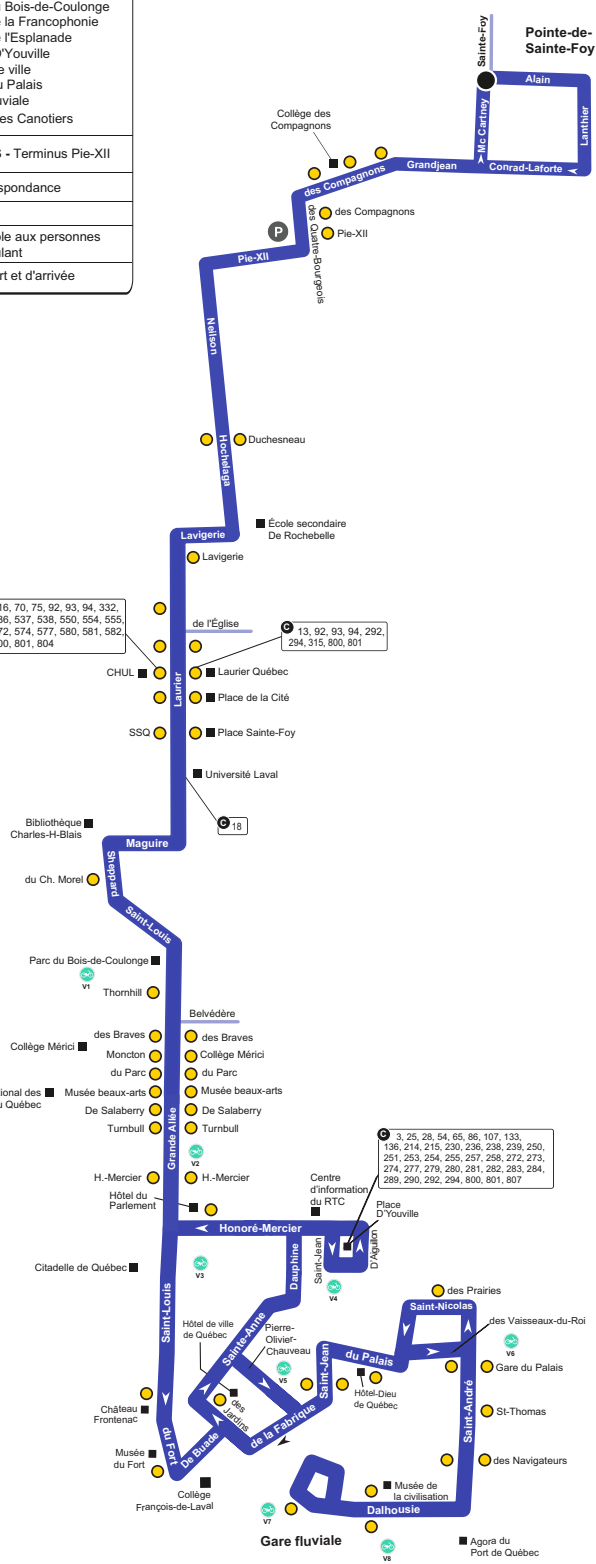 Bois-de-Coulonge
la Francophonie
l'Esplanade
D'Youville
ville
Palais
es Canotiers
- Terminus Pie-XII
aux personnes
et d'arrivée
Pointe-de-
Sainte-Foy
Sainte-Foy
Alain
Lanthier
Mc Cartney
Conrad-Laforte
Grandjean
Collège des
Compagnons
des Compagnons
des Compagnons
Pie-XII
des Quatre-Bourgeois
P
Pie-XII
Neilson
Hochelaga
Duchesneau
École secondaire
De Rochebelle
Lavigerie
Lavigerie
16, 70, 75, 92, 93, 94, 332,
36, 537, 538, 550, 554, 555,
72, 574, 577, 580, 581, 582,
00, 801, 804
de l'Église
C 13, 92, 93, 94, 292,
294, 315, 800, 801
CHUL
Laurier Québec
Laurier
Place de la Cité
SSQ
Place Sainte-Foy
Université Laval
C 18
Bibliothèque
Charles-H-Blais
Maguire
Sheppard
du Ch. Morel
Saint-Louis
Parc du Bois-de-Coulonge
V1
Thornhill
Belvédère
des Braves
des Braves
Collège Mérici
Moncton
Collège Mérici
du Parc
du Parc
ional des
Musée beaux-arts
Musée beaux-arts
u Québec
De Salaberry
De Salaberry
Turnbull
Turnbull
Grande Allée
V2
H.-Mercier
H.-Mercier
C 3, 25, 28, 54, 65, 86, 107, 133,
136, 214, 215, 230, 236, 238, 239, 250,
251, 253, 254, 255, 257, 258, 272, 273,
274, 277, 279, 280, 281, 282, 283, 284,
289, 290, 292, 294, 800, 801, 807
Centre
d'information
du RTC
Place
D'Youville
Hôtel du
Parlement
Honoré-Mercier
Saint-Jean
D'Aiguillon
Dauphine
Citadelle de Québec
V3
V4
Saint-Louis
des Prairies
Saint-Nicolas
des Vaisseaux-du-Roi
V6
Hôtel de ville
de Québec
Sainte-Anne
Pierre-
Olivier-
Chauveau
V5
Saint-Jean
du Palais
Hôtel-Dieu
de Québec
Gare du Palais
Saint-André
St-Thomas
des Navigateurs
Château
Frontenac
des
Jardins
de la Fabrique
De Buade
du Fort
Musée
du Fort
Collège
François-de-Laval
Musée de
la civilisation
Dalhousie
V7
Gare fluviale
V8
Agora du
Port de Québec